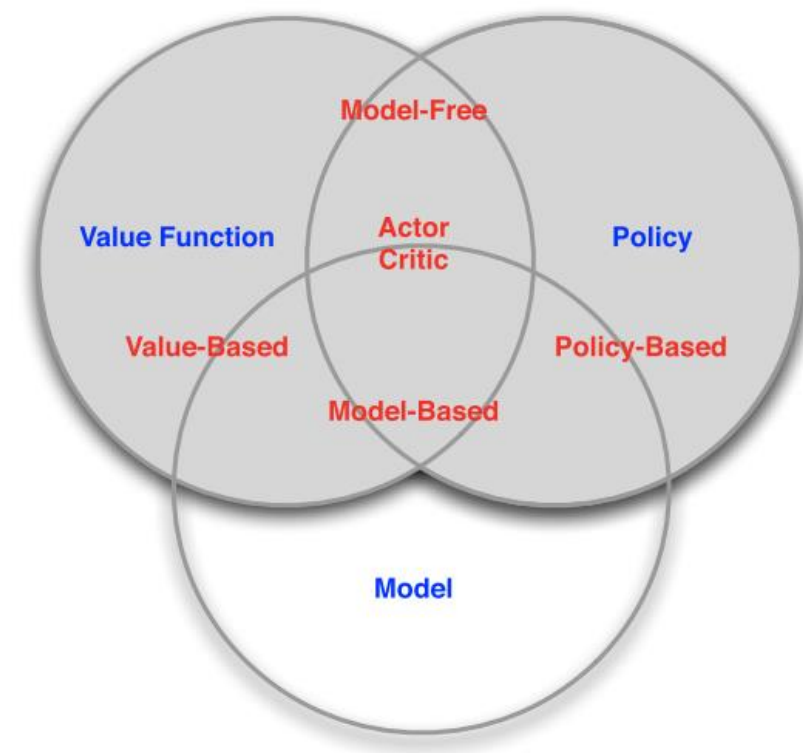 Model-Free
Value Function
Actor
Critic
Policy
Value-Based
Policy-Based
Model-Based
Model